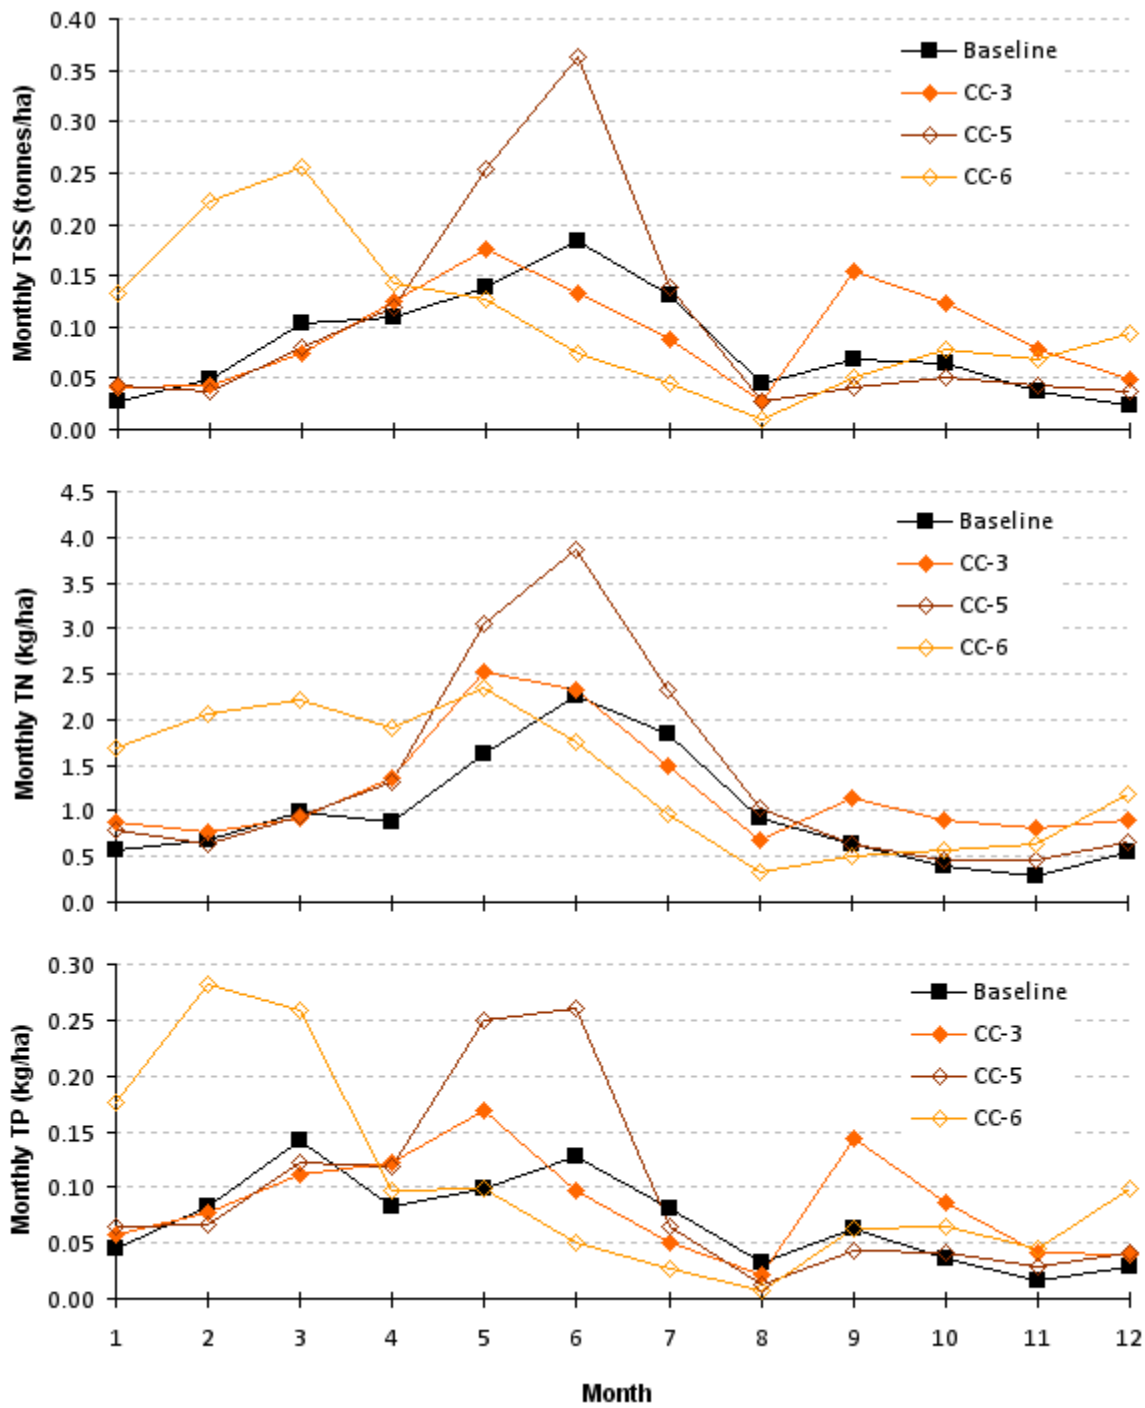 Monthly TSS (tonnes/ha)
0.40
0.35
0.30
0.25
0.20
0.15
0.10
0.05
0.00
Baseline
CC-3
CC-5
CC-6
Monthly TN (kg/ha)
4.5
4.0
3.5
3.0
2.5
2.0
1.5
1.0
0.5
0.0
Baseline
CC-3
CC-5
CC-6
Monthly TP (kg/ha)
0.30
0.25
0.20
0.15
0.10
0.05
0.00
Baseline
CC-3
CC-5
CC-6
1 2 3 4 5 6 7 8 9 10 11 12
Month